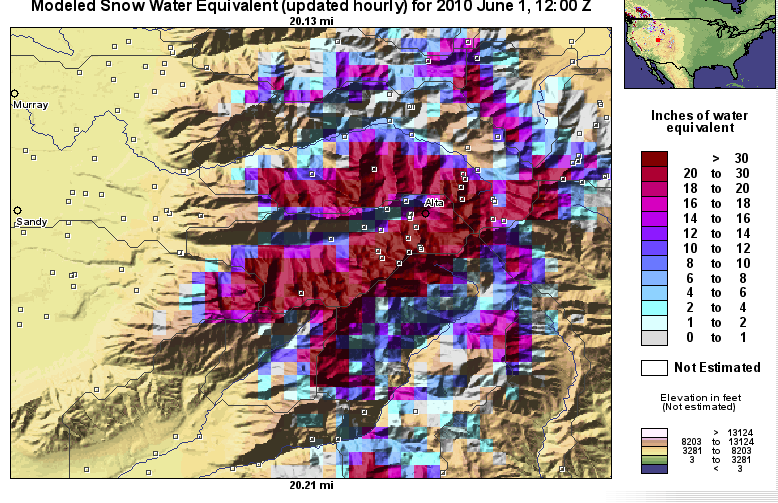 Modeled Snow Water Equivalent (updated hourly) for 2010 June 1, 12:00 Z
20.13 mi
Murray
Sandy
Alta
20.21 mi
Inches of water
equivalent
> 30
20 to 30
18 to 20
16 to 18
14 to 16
12 to 14
10 to 12
8 to 10
6 to 8
4 to 6
2 to 4
1 to 2
0 to 1
Not Estimated
Elevation in feet
(Not estimated)
> 13124
8203 to 13124
3281 to 8203
3 to 3281
< 3